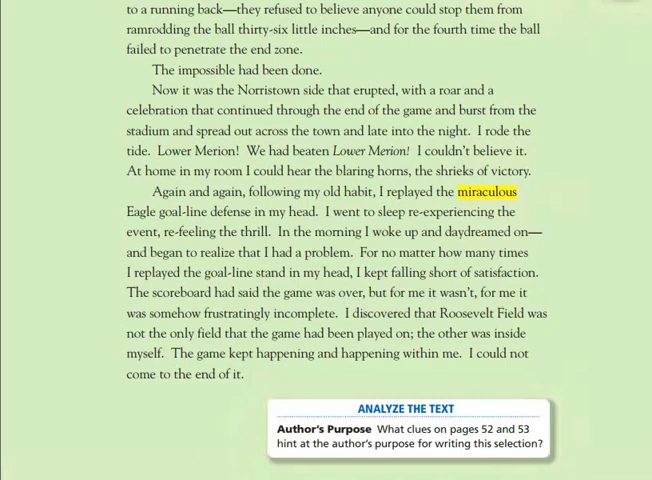 to a running back—they refused to believe anyone could stop them from
ramrodding the ball thirty-six little inches—and for the fourth time the ball
failed to penetrate the end zone.
The impossible had been done.
Now it was the Norristown side that erupted, with a roar and a
celebration that continued through the end of the game and burst from the
stadium and spread out across the town and late into the night. I rode the
tide. Lower Merion! We had beaten Lower Merion! I couldn't believe it.
At home in my room I could hear the blaring horns, the shrieks of victory.
Again and again, following my old habit, I replayed the miraculous
Eagle goal-line defense in my head. I went to sleep re-experiencing the
event, re-feeling the thrill. In the morning I woke up and daydreamed on—
and began to realize that I had a problem. For no matter how many times
I replayed the goal-line stand in my head, I kept falling short of satisfaction.
The scoreboard had said the game was over, but for me it wasn't, for me it
was somehow frustratingly incomplete. I discovered that Roosevelt Field was
not the only field that the game had been played on; the other was inside
myself. The game kept happening and happening within me. I could not
come to the end of it.
ANALYZE THE TEXT
Author's Purpose What clues on pages 52 and 53
hint at the author's purpose for writing this selection?